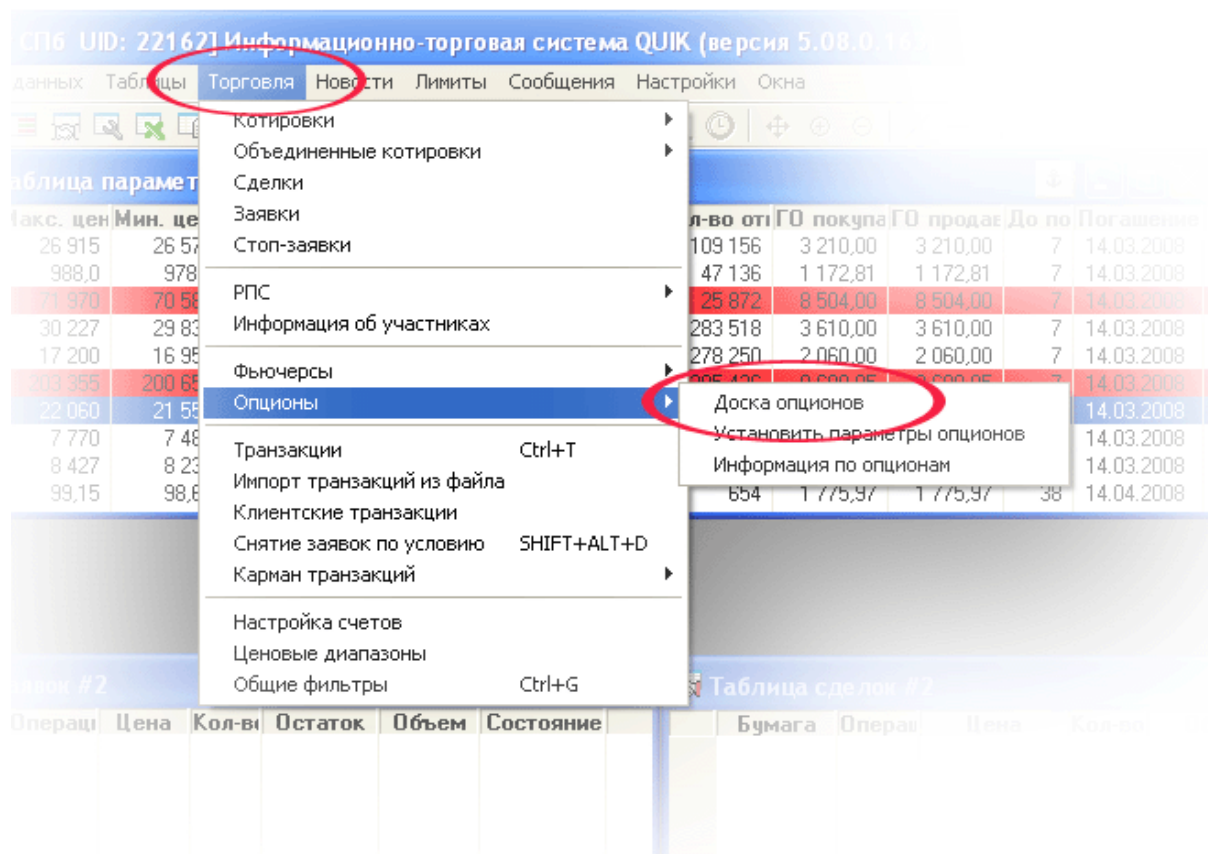 СПб UID: 22162] Информационно-торговая система QUIK (версия 5.08.0.16
данных Таблицы Торговля Новости Лимиты Сообщения Настройки Окна
Котировки
Объединенные котировки
Сделки
Заявки
Стоп-заявки
РПС
Информация об участниках
Фьючерсы
Опционы
Транзакции Ctrl+T
Импорт транзакций из файла
Клиентские транзакции
Снятие заявок по условию SHIFT+ALT+D
Карман транзакций
Настройка счетов
Ценовые диапазоны
Общие фильтры Ctrl+G
Доска опционов
Установить параметры опционов
Информация по опционам
аблица парамет
Макс. цен Мин. це л-во отк ГО покупа ГО продав До по Погашение
26 915 26 57 109 156 3 210,00 3 210,00 7 14.03.2008
988,0 978 47 136 1 172,81 1 172,81 7 14.03.2008
71 970 70 58 25 872 8 504,00 8 504,00 7 14.03.2008
30 227 29 83 283 518 3 610,00 3 610,00 7 14.03.2008
17 200 16 95 278 250 2 060,00 2 060,00 7 14.03.2008
203 355 200 65 7 14.03.2008
22 060 21 55 14.03.2008
7 770 7 48 14.03.2008
8 427 8 23 14.03.2008
99,15 98,6 654 1 775,97 1 775,97 38 14.04.2008
явок #2
Операци Цена Кол-во Остаток Объем Состояние
Таблица сделок #2
Бумага Операц Цена Кол-во